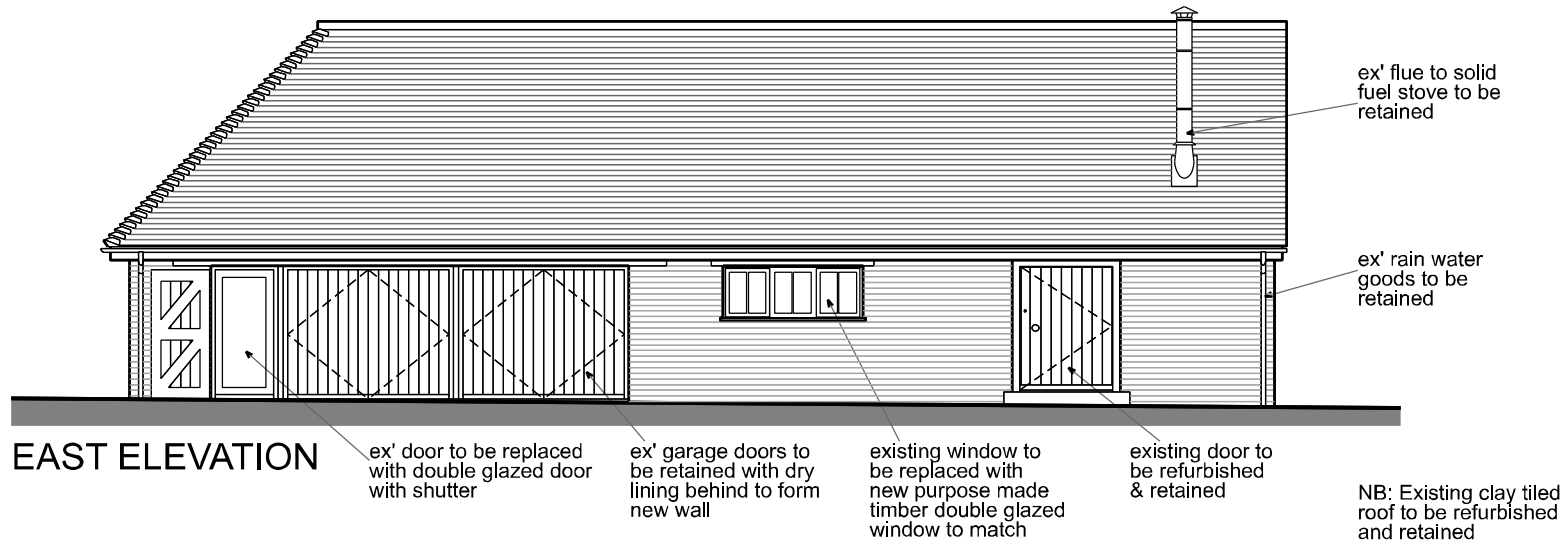 ex' flue to solid
fuel stove to be
retained
ex' rain water
goods to be
retained
EAST ELEVATION
ex' door to be replaced
with double glazed door
with shutter
ex' garage doors to
be retained with dry
lining behind to form
new wall
existing window to
be replaced with
new purpose made
timber double glazed
window to match
existing door to
be refurbished
& retained
NB: Existing clay tiled
roof to be refurbished
and retained